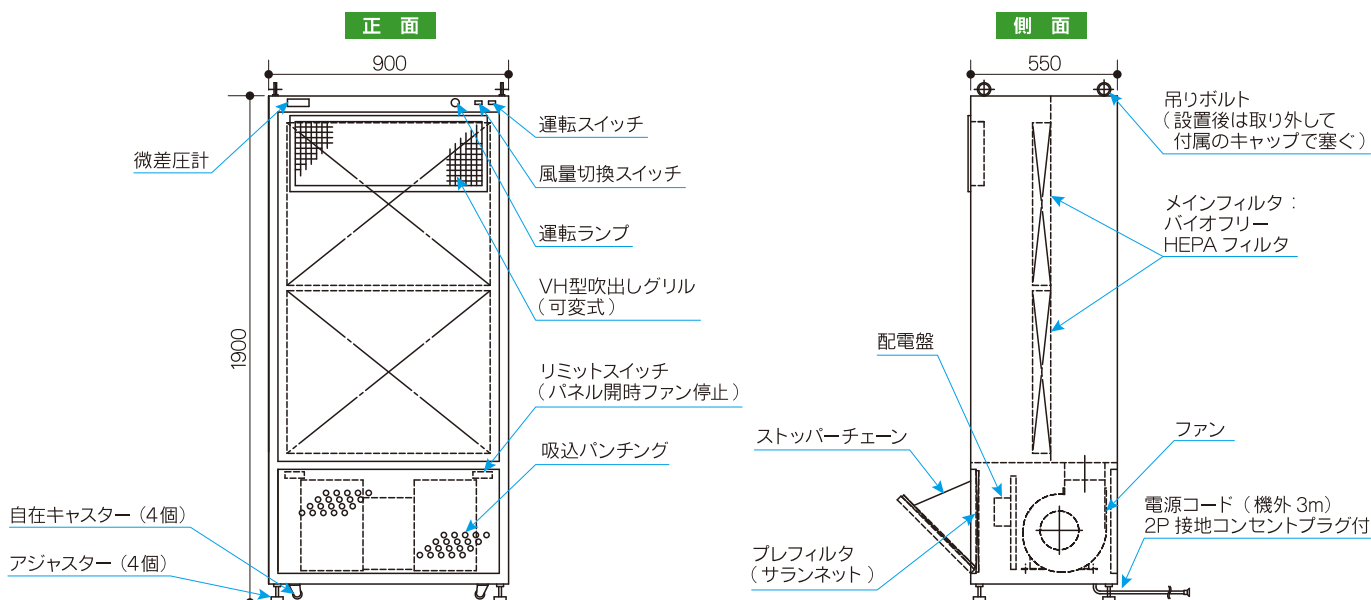 正 面
900
1900
微差圧計
運転スイッチ
風量切換スイッチ
運転ランプ
VH型吹出しグリル
（可変式）
リミットスイッチ
（パネル開時ファン停止）
吸込パンチング
自在キャスター（4個）
アジャスター（4個）
側 面
550
吊りボルト
（設置後は取り外して
付属のキャップで塞ぐ）
メインフィルタ：
バイオフリー
HEPA フィルタ
配電盤
ストッパーチェーン
ファン
プレフィルタ
（サランネット）
電源コード（機外 3m）
2P 接地コンセントプラグ付